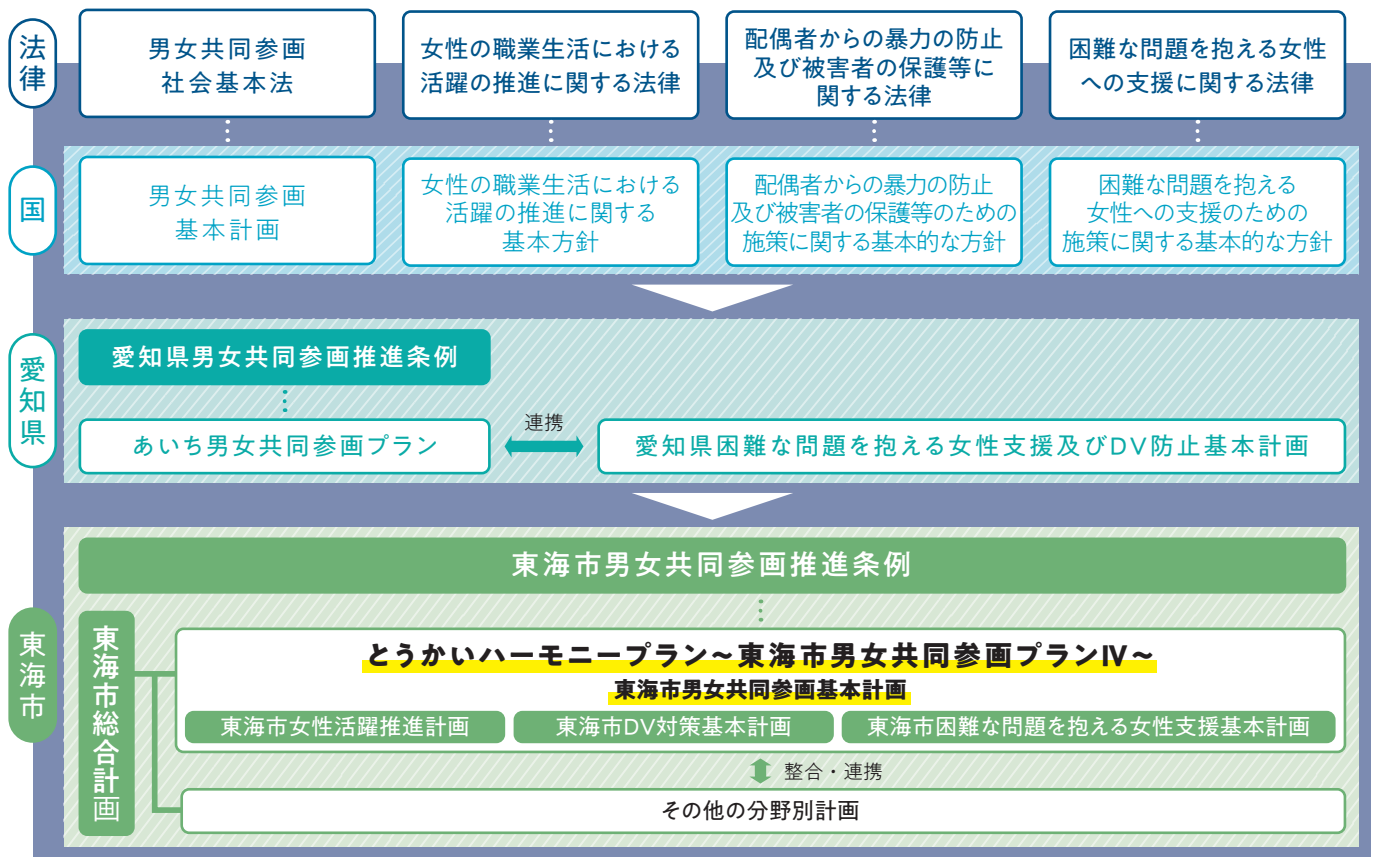 法律
男女共同参画
社会基本法
女性の職業生活における
活躍の推進に関する法律
配偶者からの暴力の防止
及び被害者の保護等に
関する法律
困難な問題を抱える女性
への支援に関する法律
国
男女共同参画
基本計画
女性の職業生活における
活躍の推進に関する
基本方針
配偶者からの暴力の防止
及び被害者の保護等のための
施策に関する基本的な方針
困難な問題を抱える
女性への支援のための
施策に関する基本的な方針
愛知県
愛知県男女共同参画推進条例
あいち男女共同参画プラン
連携
愛知県困難な問題を抱える女性支援及びDV防止基本計画
東海市
東海市男女共同参画推進条例
東海市総合計画
とうかいハーモニープラン~東海市男女共同参画プランⅣ~
東海市男女共同参画基本計画
東海市女性活躍推進計画
東海市DV対策基本計画
東海市困難な問題を抱える女性支援基本計画
整合・連携
その他の分野別計画